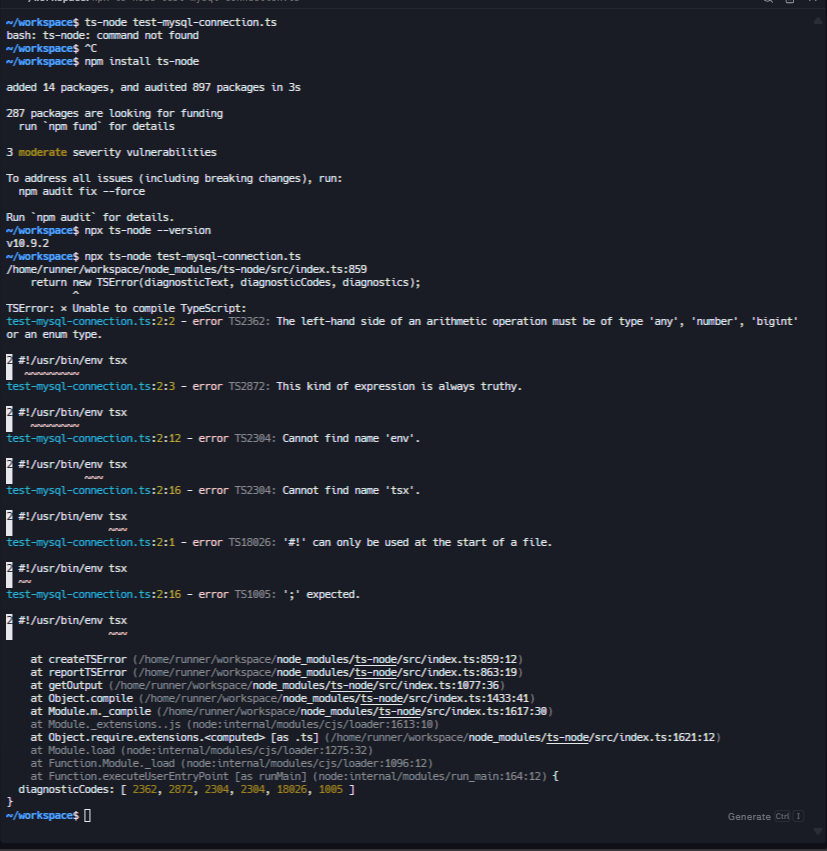 ~/workspace$ ts-node test-mysql-connection.ts
bash: ts-node: command not found
~/workspace$ ^C
~/workspace$ npm install ts-node
added 14 packages, and audited 897 packages in 3s
287 packages are looking for funding
  run `npm fund` for details
3 moderate severity vulnerabilities
To address all issues (including breaking changes), run:
  npm audit fix --force
Run `npm audit` for details.
~/workspace$ npx ts-node --version
v10.9.2
~/workspace$ npx ts-node test-mysql-connection.ts
/home/runner/workspace/node_modules/ts-node/src/index.ts:859
    return new TSError(diagnosticText, diagnosticCodes, diagnostics);
           ^
TSError: ⨯ Unable to compile TypeScript:
test-mysql-connection.ts:2:2 - error TS2362: The left-hand side of an arithmetic operation must be of type 'any', 'number', 'bigint'
or an enum type.
2 #!/usr/bin/env tsx
   ~~~~~~~~~
test-mysql-connection.ts:2:3 - error TS2872: This kind of expression is always truthy.
2 #!/usr/bin/env tsx
    ~~~~~~~~
test-mysql-connection.ts:2:12 - error TS2304: Cannot find name 'env'.
2 #!/usr/bin/env tsx
             ~~~
test-mysql-connection.ts:2:16 - error TS2304: Cannot find name 'tsx'.
2 #!/usr/bin/env tsx
                 ~~~
test-mysql-connection.ts:2:1 - error TS18026: '#!' can only be used at the start of a file.
2 #!/usr/bin/env tsx
  ~~
test-mysql-connection.ts:2:16 - error TS1005: ';' expected.
2 #!/usr/bin/env tsx
                 ~~~
    at createTSError (/home/runner/workspace/node_modules/ts-node/src/index.ts:859:12)
    at reportTSError (/home/runner/workspace/node_modules/ts-node/src/index.ts:863:19)
    at getOutput (/home/runner/workspace/node_modules/ts-node/src/index.ts:1077:36)
    at Object.compile (/home/runner/workspace/node_modules/ts-node/src/index.ts:1433:41)
    at Module.m._compile (/home/runner/workspace/node_modules/ts-node/src/index.ts:1617:30)
    at Module._extensions..js (node:internal/modules/cjs/loader:1613:10)
    at Object.require.extensions.<computed> [as .ts] (/home/runner/workspace/node_modules/ts-node/src/index.ts:1621:12)
    at Module.load (node:internal/modules/cjs/loader:1275:32)
    at Function.Module._load (node:internal/modules/cjs/loader:1096:12)
    at Function.executeUserEntryPoint [as runMain] (node:internal/modules/run_main:164:12) {
  diagnosticCodes: [ 2362, 2872, 2304, 2304, 18026, 1005 ]
}
~/workspace$
Generate Ctrl I